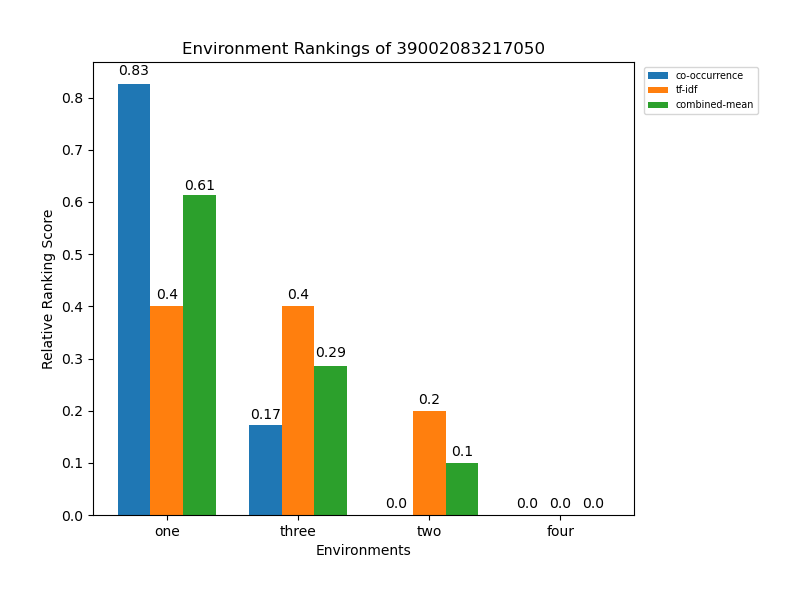 Environment Rankings of 39002083217050
co-occurrence
tf-idf
combined-mean
Relative Ranking Score
0.8
0.7
0.6
0.5
0.4
0.3
0.2
0.1
0.0
0.83
0.4
0.61
0.17
0.4
0.29
0.0
0.2
0.1
0.0
0.0
0.0
one
three
two
four
Environments